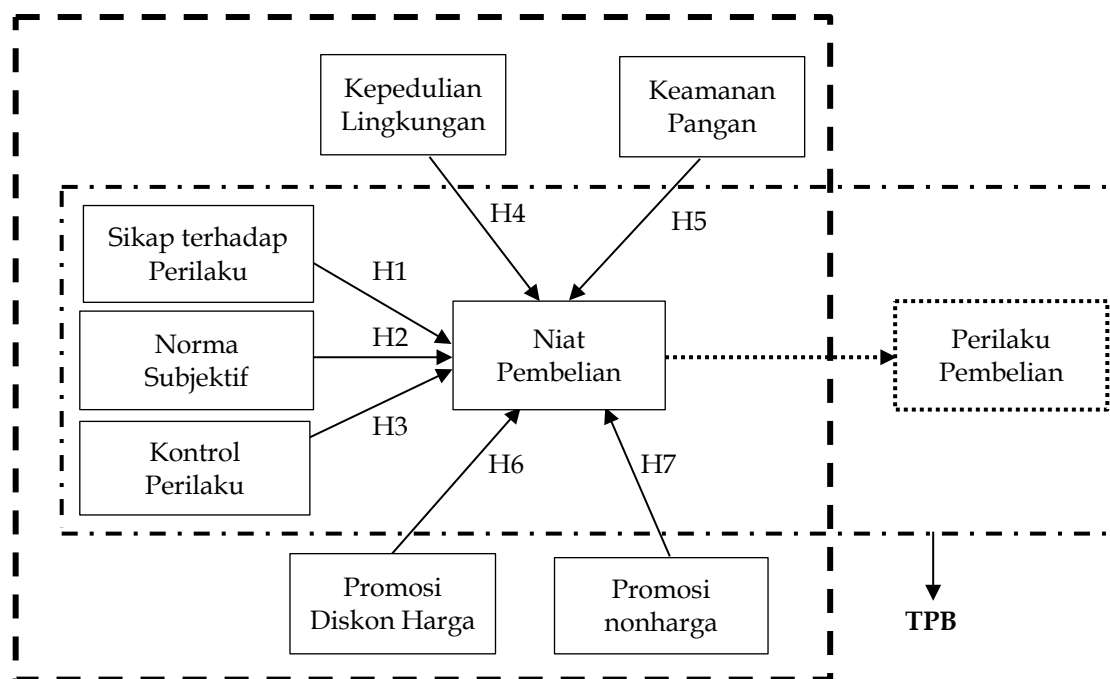 Kepedulian
Lingkungan
Keamanan
Pangan
H4
H5
Sikap terhadap
Perilaku
H1
Norma
Subjektif
H2
Kontrol
Perilaku
H3
Niat
Pembelian
Perilaku
Pembelian
H6
H7
Promosi
Diskon Harga
Promosi
nonharga
TPB